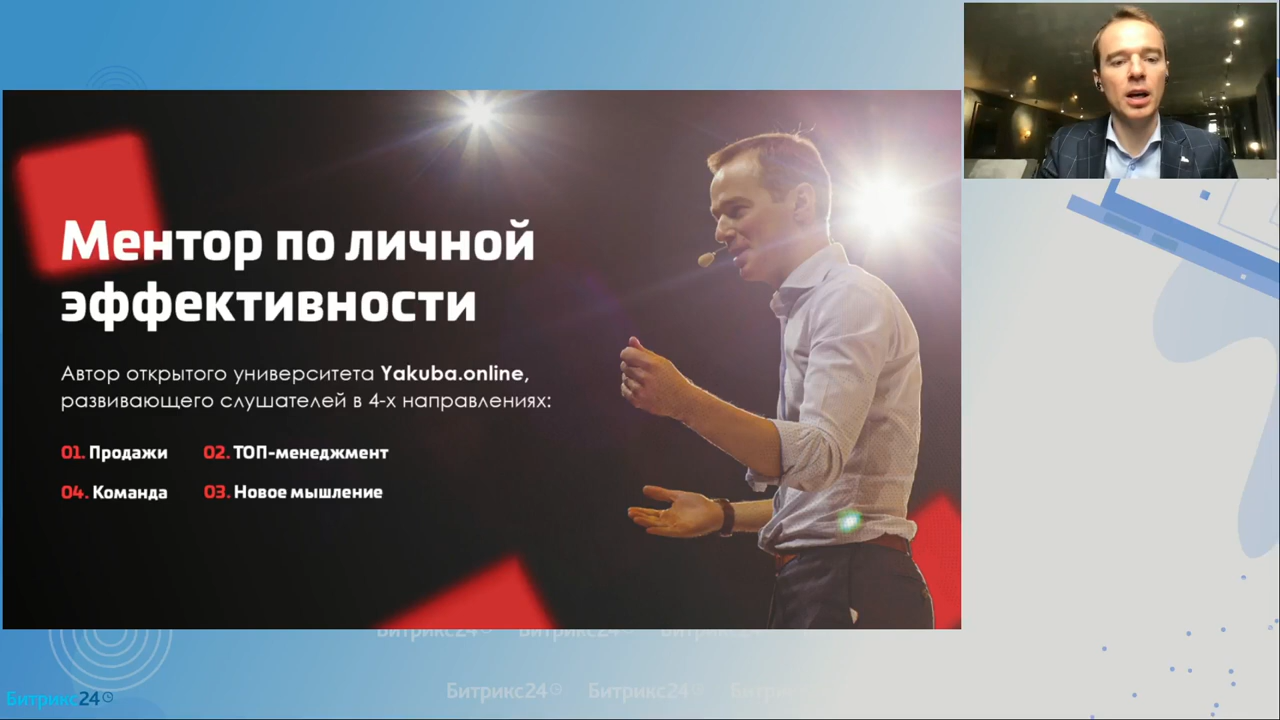 Ментор по личной
эффективности
Автор открытого университета Yakuba.online,
развивающего слушателей в 4-х направлениях:
01. Продажи 02. ТОП-менеджмент
04. Команда 03. Новое мышление
Битрикс24 Битрикс24 Битрикс24
Битрикс24 Битрикс24
Битрикс24